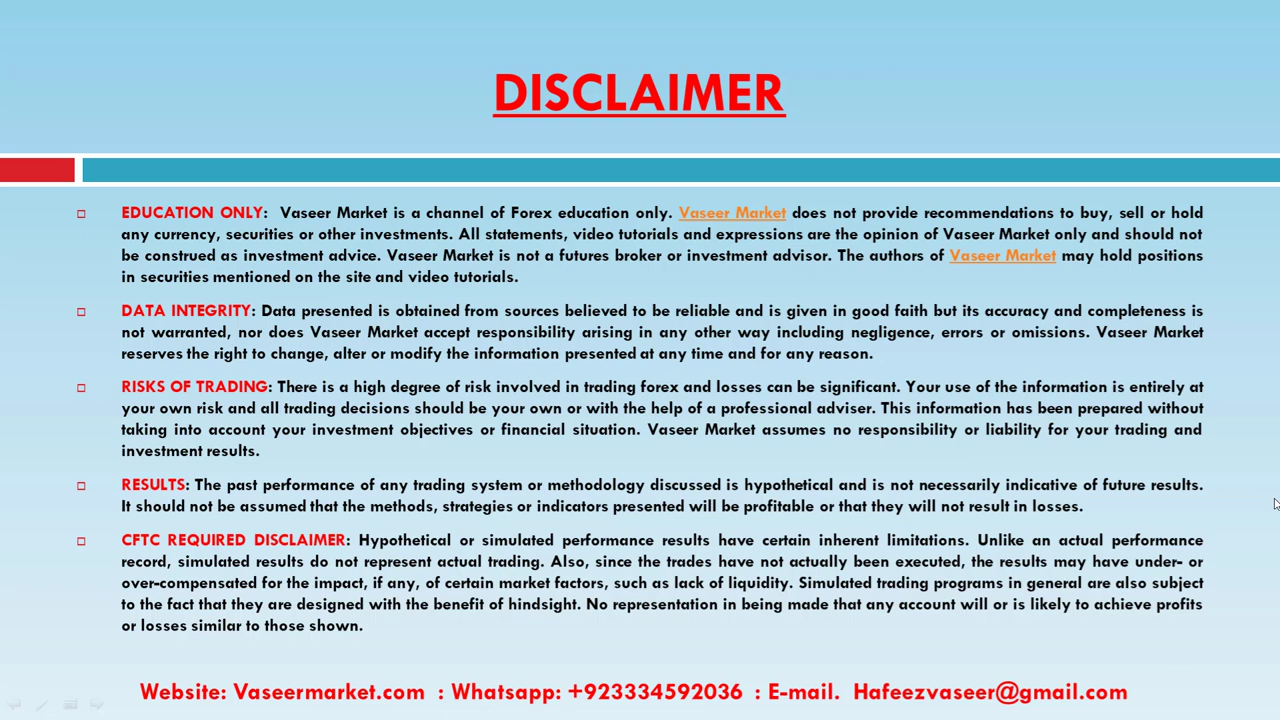 DISCLAIMER
EDUCATION ONLY: Vaseer Market is a channel of Forex education only. Vaseer Market does not provide recommendations to buy, sell or hold
any currency, securities or other investments. All statements, video tutorials and expressions are the opinion of Vaseer Market only and should not
be construed as investment advice. Vaseer Market is not a futures broker or investment advisor. The authors of Vaseer Market may hold positions
in securities mentioned on the site and video tutorials.
DATA INTEGRITY: Data presented is obtained from sources believed to be reliable and is given in good faith but its accuracy and completeness is
not warranted, nor does Vaseer Market accept responsibility arising in any other way including negligence, errors or omissions. Vaseer Market
reserves the right to change, alter or modify the information presented at any time and for any reason.
RISKS OF TRADING: There is a high degree of risk involved in trading forex and losses can be significant. Your use of the information is entirely at
your own risk and all trading decisions should be your own or with the help of a professional adviser. This information has been prepared without
taking into account your investment objectives or financial situation. Vaseer Market assumes no responsibility or liability for your trading and
investment results.
RESULTS: The past performance of any trading system or methodology discussed is hypothetical and is not necessarily indicative of future results.
It should not be assumed that the methods, strategies or indicators presented will be profitable or that they will not result in losses.
CFTC REQUIRED DISCLAIMER: Hypothetical or simulated performance results have certain inherent limitations. Unlike an actual performance
record, simulated results do not represent actual trading. Also, since the trades have not actually been executed, the results may have under- or
over-compensated for the impact, if any, of certain market factors, such as lack of liquidity. Simulated trading programs in general are also subject
to the fact that they are designed with the benefit of hindsight. No representation in being made that any account will or is likely to achieve profits
or losses similar to those shown.
Website: Vaseermarket.com : Whatsapp: +923334592036 : E-mail. Hafeezvaseer@gmail.com